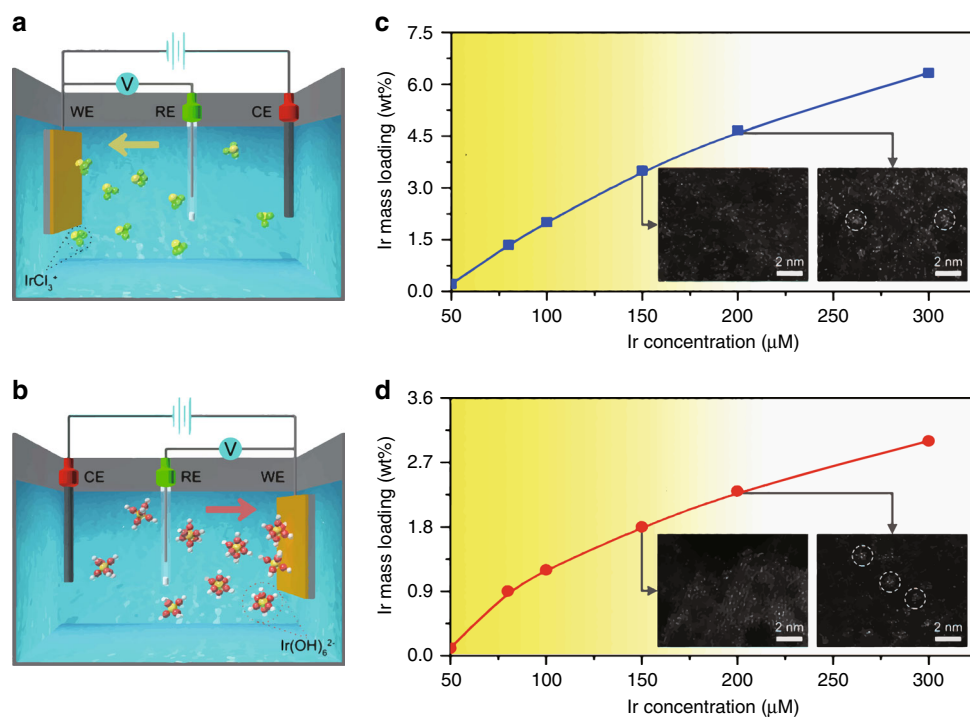 a
V
WE
RE
CE
IrCl₃⁺
b
V
CE
RE
WE
Ir(OH)₆²⁻
c
Ir mass loading (wt%)
7.5
6.0
4.5
3.0
1.5
0.0
2 nm
2 nm
50
100
150
200
250
300
Ir concentration (μM)
d
Ir mass loading (wt%)
3.6
2.7
1.8
0.9
0.0
2 nm
2 nm
50
100
150
200
250
300
Ir concentration (μM)